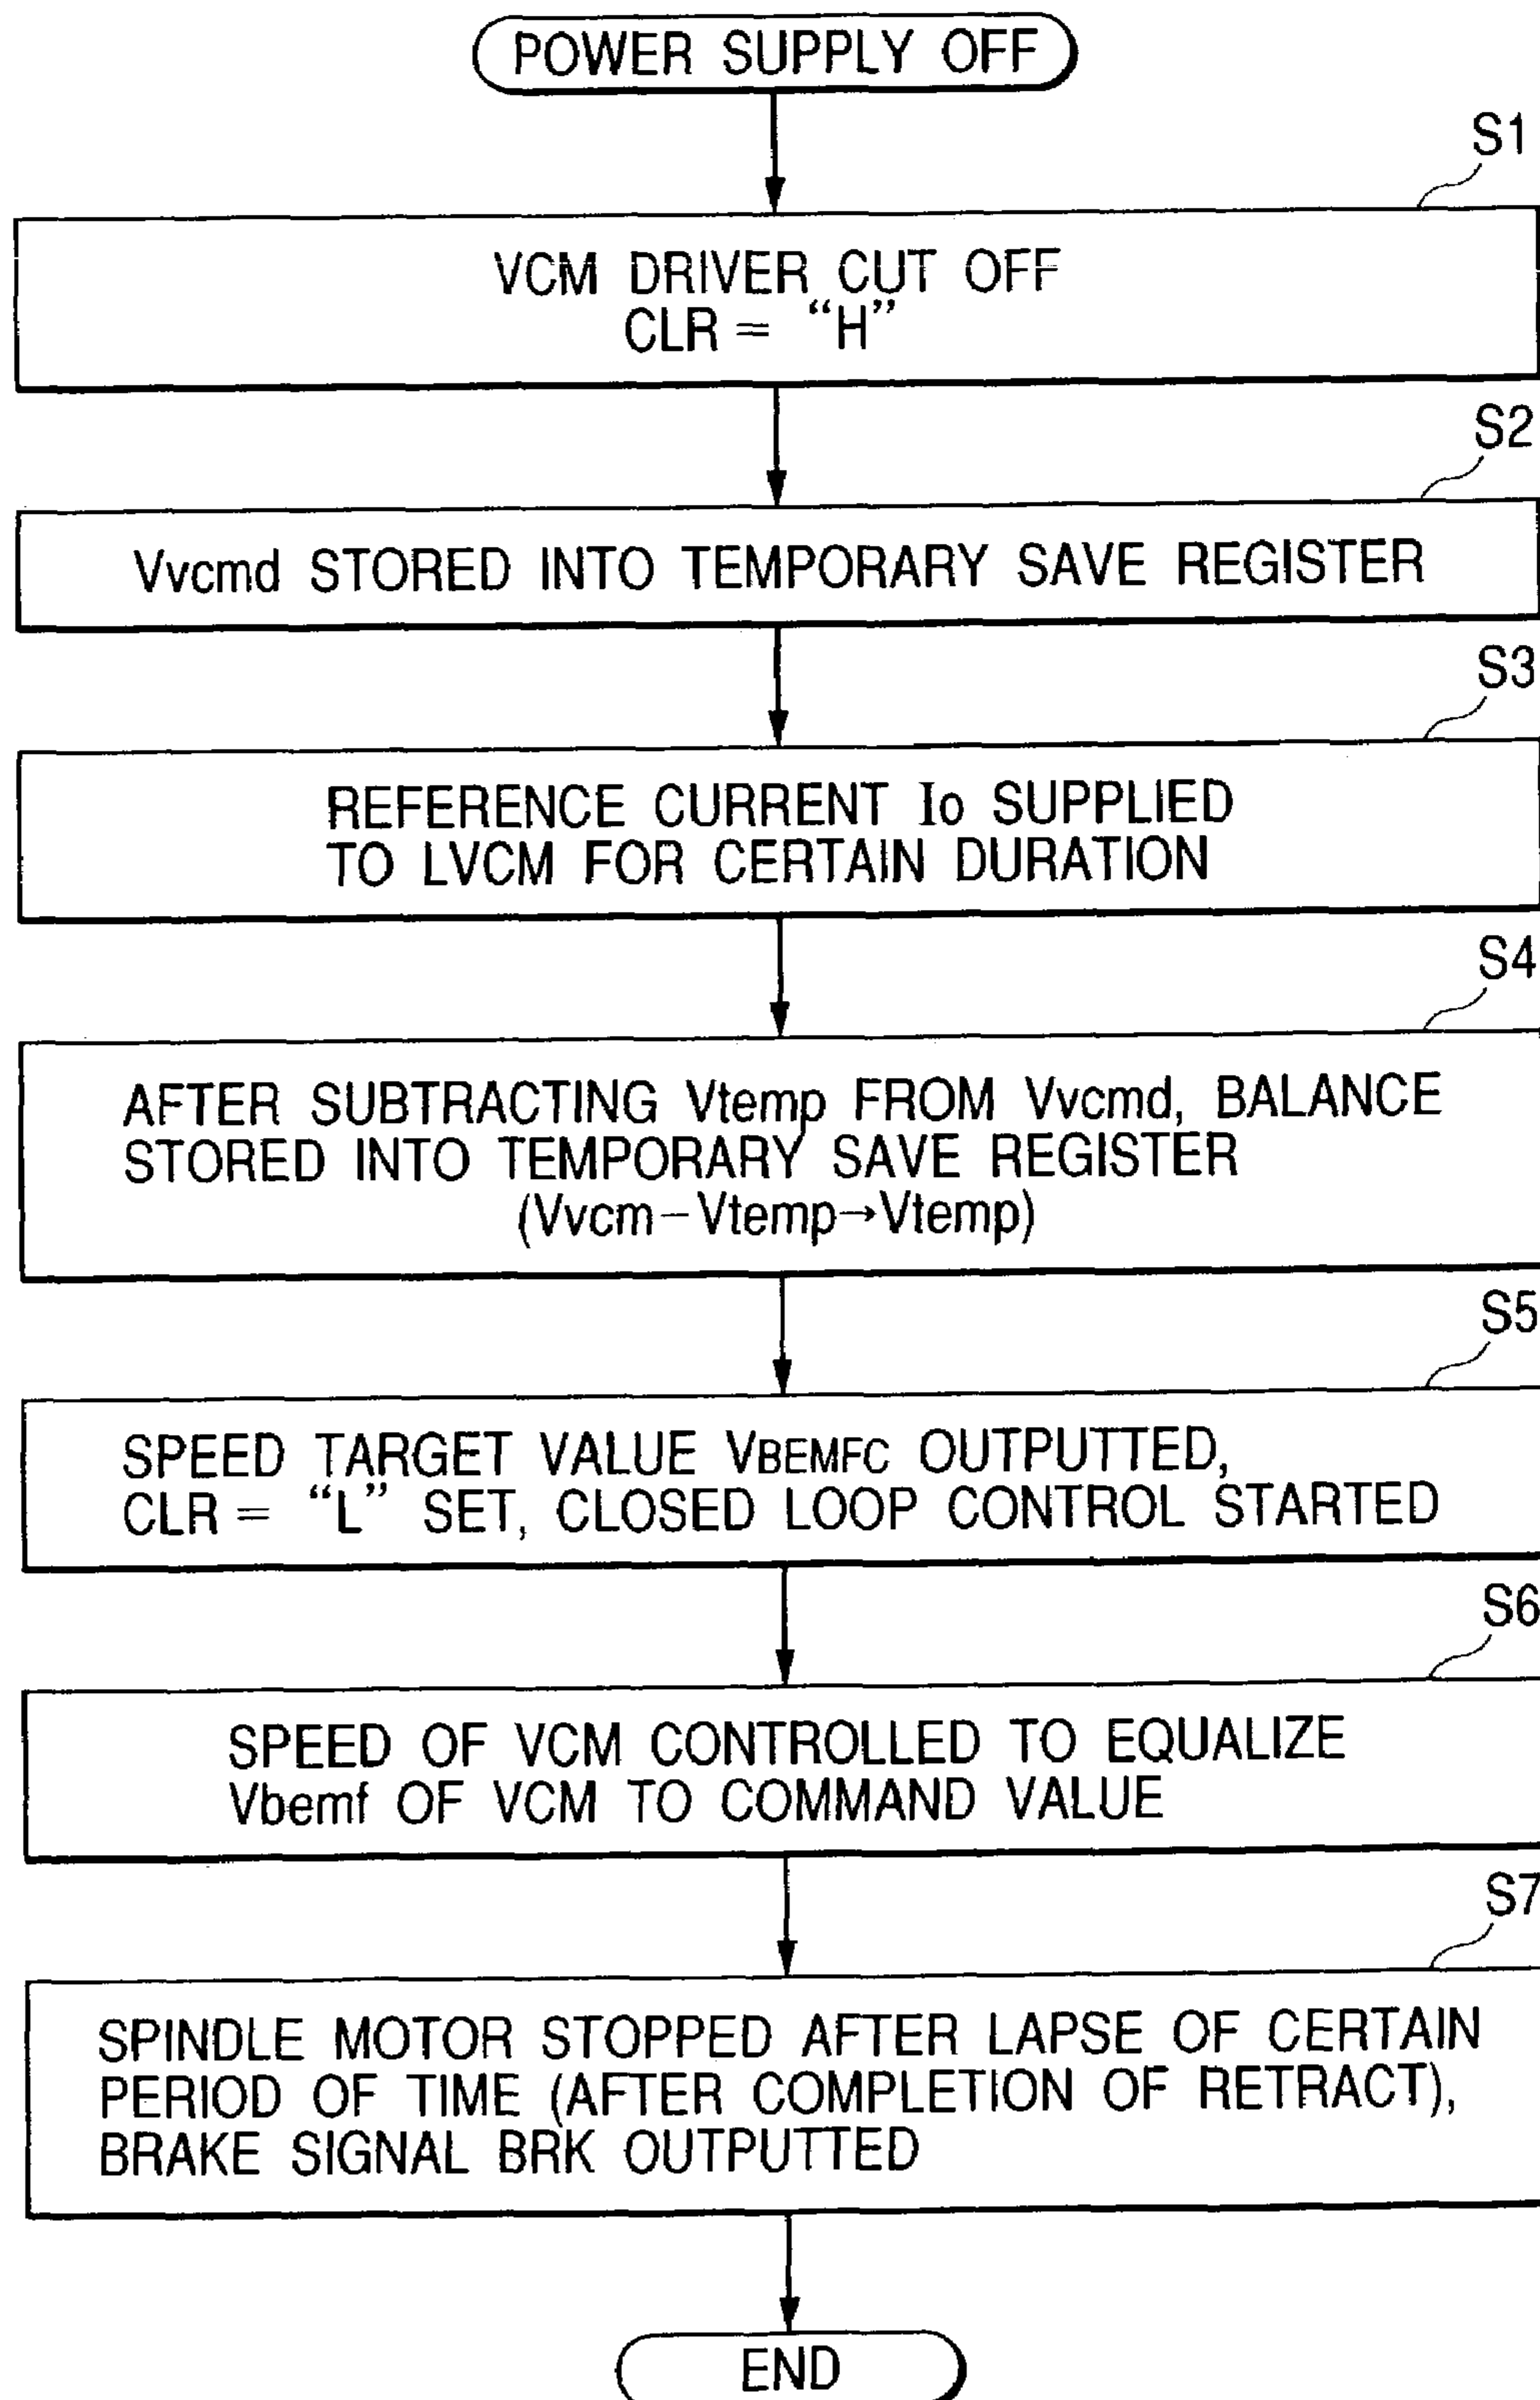 POWER SUPPLY OFF
S1
VCM DRIVER CUT OFF
CLR = “H”
S2
Vvcmd STORED INTO TEMPORARY SAVE REGISTER
S3
REFERENCE CURRENT Io SUPPLIED
TO LVCM FOR CERTAIN DURATION
S4
AFTER SUBTRACTING Vtemp FROM Vvcmd, BALANCE
STORED INTO TEMPORARY SAVE REGISTER
(Vvcm−Vtemp→Vtemp)
S5
SPEED TARGET VALUE VBEMFC OUTPUTTED,
CLR = “L” SET, CLOSED LOOP CONTROL STARTED
S6
SPEED OF VCM CONTROLLED TO EQUALIZE
Vbemf OF VCM TO COMMAND VALUE
S7
SPINDLE MOTOR STOPPED AFTER LAPSE OF CERTAIN
PERIOD OF TIME (AFTER COMPLETION OF RETRACT),
BRAKE SIGNAL BRK OUTPUTTED
END